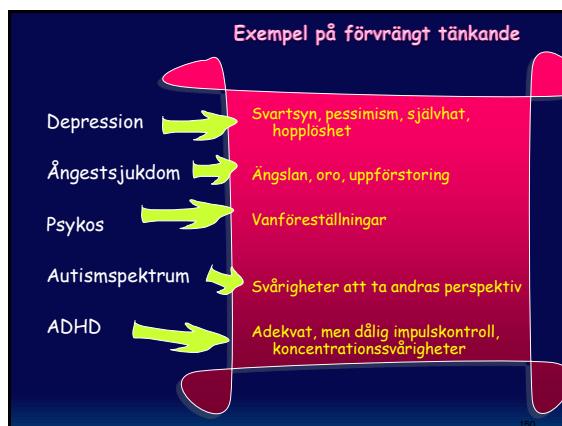 Exempel på förvrängt tänkande
Depression
Svartsyn, pessimism, självhat,
hopplöshet
Ångestsjukdom
Ängslan, oro, uppförstoring
Psykos
Vanföreställningar
Autismspektrum
Svårigheter att ta andras perspektiv
ADHD
Adekvat, men dålig impulskontroll,
koncentrationssvårigheter
150